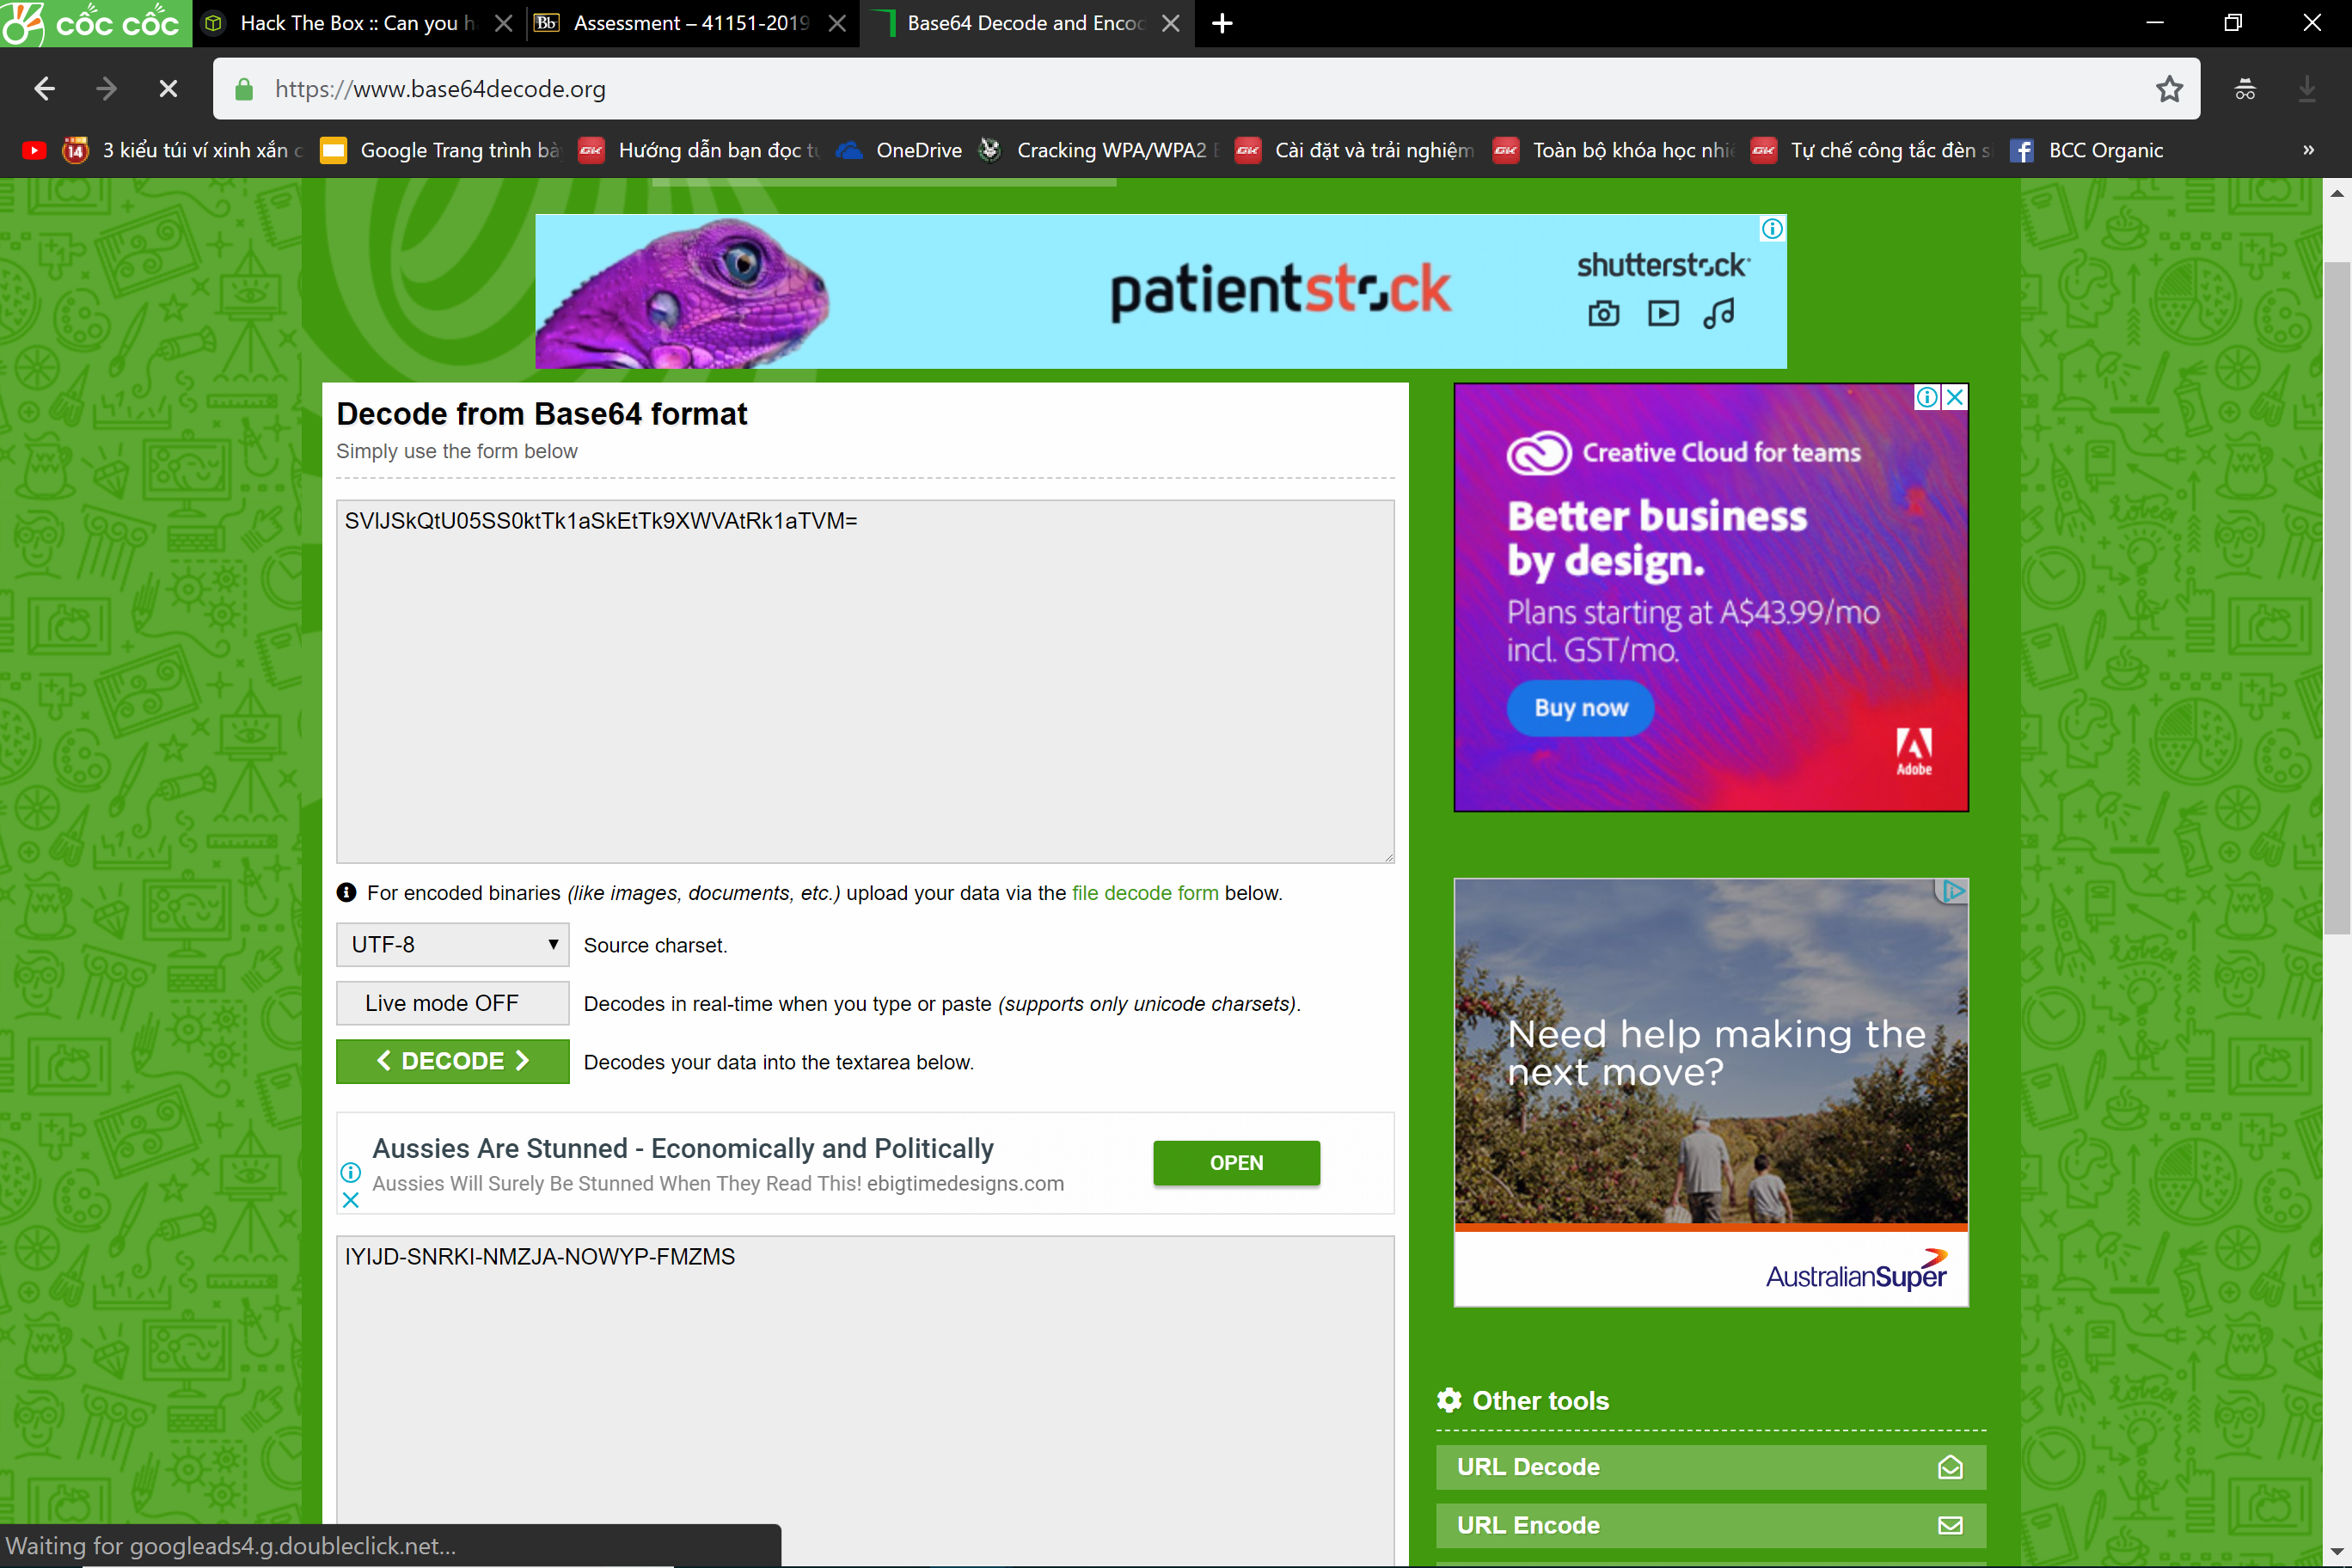 cốc cốc
Hack The Box :: Can you h
Assessment – 41151-2019
Base64 Decode and Enco
https://www.base64decode.org
14
3 kiểu túi ví xinh xắn c
Google Trang trình bà
GK
Hướng dẫn bạn đọc t
OneDrive
Cracking WPA/WPA2
GK
Cài đặt và trải nghiệm
GK
Toàn bộ khóa học nhi
GK
Tự chế công tắc đèn s
BCC Organic
»
patientstock
shutterstock
Decode from Base64 format
Simply use the form below
SVlJSkQtU05SS0ktTk1aSkEtTk9XWVAtRk1aTVM=
For encoded binaries (like images, documents, etc.) upload your data via the file decode form below.
UTF-8
Source charset.
Live mode OFF
Decodes in real-time when you type or paste (supports only unicode charsets).
DECODE
Decodes your data into the textarea below.
Aussies Are Stunned - Economically and Politically
Aussies Will Surely Be Stunned When They Read This! ebigtimedesigns.com
OPEN
IYIJD-SNRKI-NMZJA-NOWYP-FMZMS
Creative Cloud for teams
Better business
by design.
Plans starting at A$43.99/mo
incl. GST/mo.
Buy now
Adobe
Need help making the
next move?
AustralianSuper
Other tools
URL Decode
URL Encode
Waiting for googleads4.g.doubleclick.net...